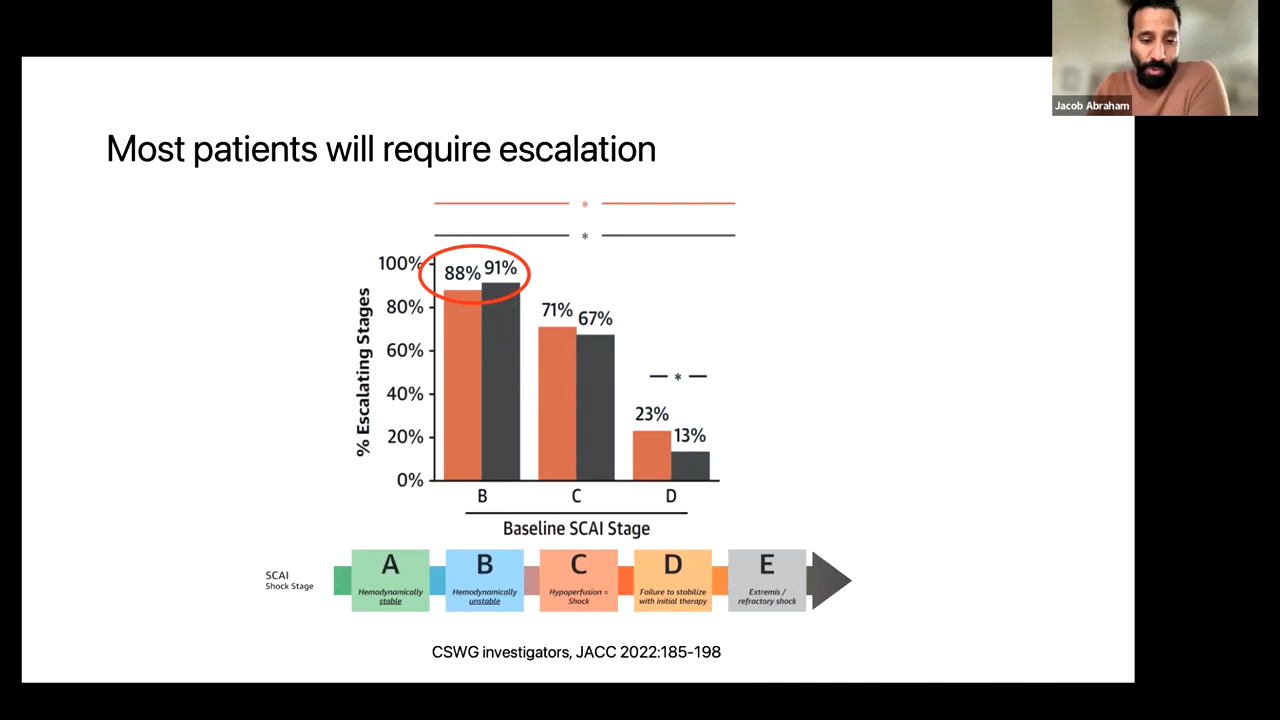 Jacob Abraham
Most patients will require escalation
*
*
% Escalating Stages
100%
80%
60%
40%
20%
0%
88% 91%
71% 67%
*
23% 13%
B C D
Baseline SCAI Stage
SCAI
Shock Stage
A
Hemodynamically
stable
B
Hemodynamically
unstable
C
Hypoperfusion =
Shock
D
Failure to stabilize
with initial therapy
E
Extremis /
refractory shock
CSWG investigators, JACC 2022:185-198